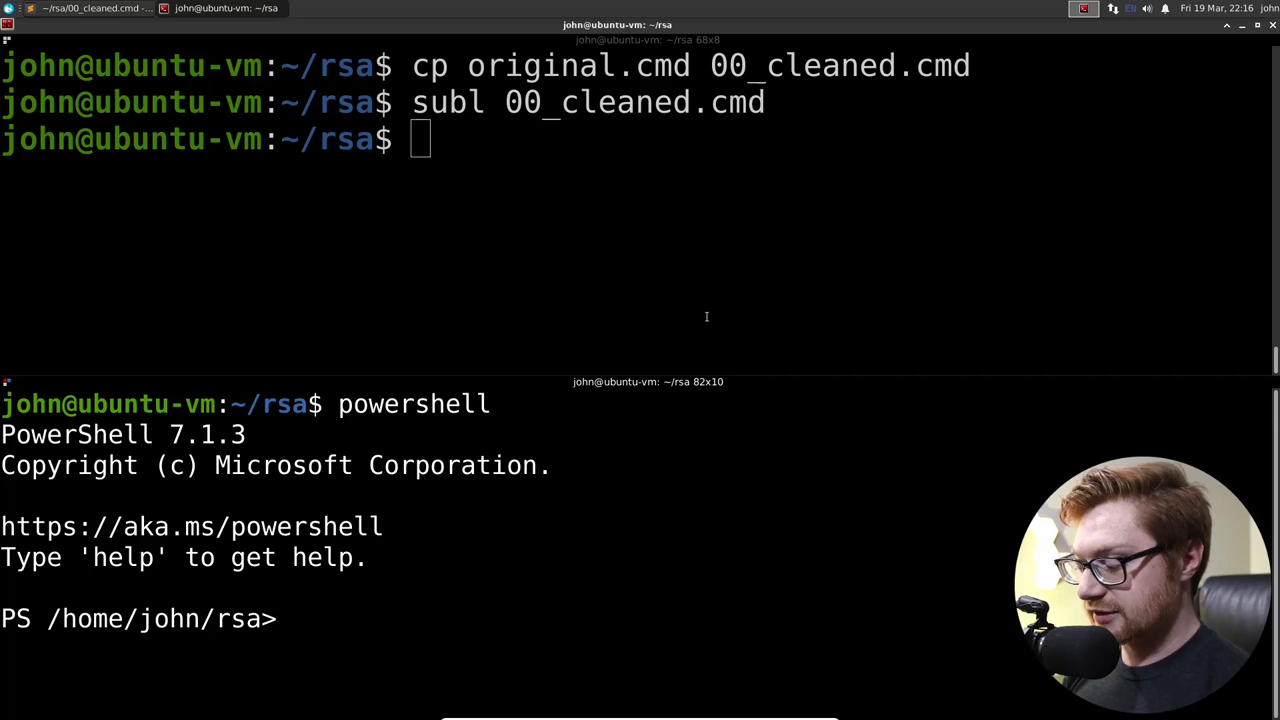 ~/rsa/00_cleaned.cmd -...
john@ubuntu-vm: ~/rsa
EN
Fri 19 Mar, 22:16
john
john@ubuntu-vm: ~/rsa
john@ubuntu-vm: ~/rsa 68x8
john@ubuntu-vm:~/rsa$ cp original.cmd 00_cleaned.cmd
john@ubuntu-vm:~/rsa$ subl 00_cleaned.cmd
john@ubuntu-vm:~/rsa$
john@ubuntu-vm: ~/rsa 82x10
john@ubuntu-vm:~/rsa$ powershell
PowerShell 7.1.3
Copyright (c) Microsoft Corporation.
https://aka.ms/powershell
Type 'help' to get help.
PS /home/john/rsa>